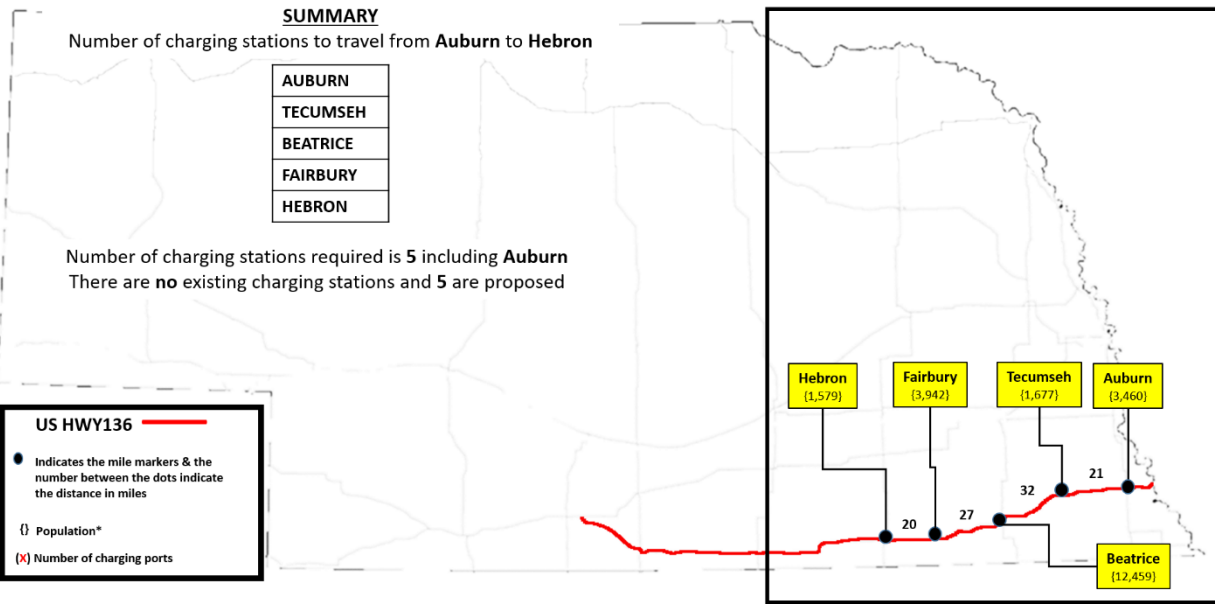 SUMMARY
Number of charging stations to travel from Auburn to Hebron
AUBURN
TECUMSEH
BEATRICE
FAIRBURY
HEBRON
Number of charging stations required is 5 including Auburn
There are no existing charging stations and 5 are proposed
Hebron
{1,579}
Fairbury
{3,942}
Tecumseh
{1,677}
Auburn
{3,460}
20
27
32
21
Beatrice
{12,459}
US HWY136
Indicates the mile markers & the
number between the dots indicate
the distance in miles
{} Population*
(X) Number of charging ports